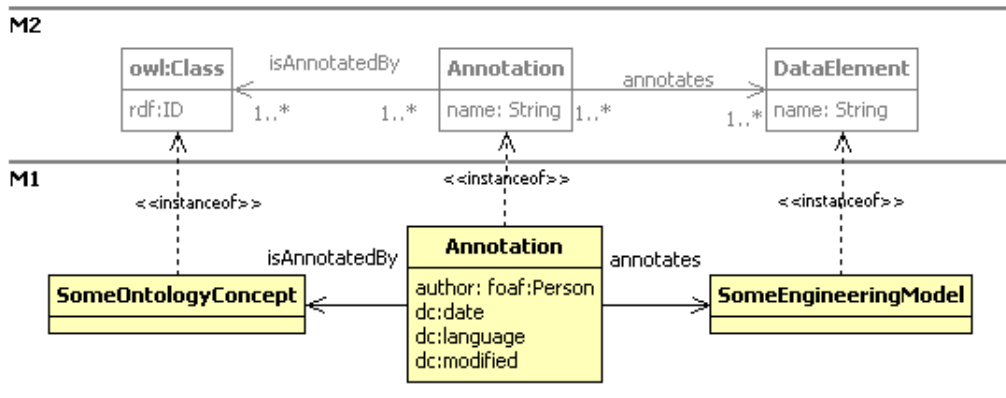 M2
owl:Class
rdf:ID
isAnnotatedBy
1..*
1..*
Annotation
name: String
annotates
1..*
1..*
DataElement
name: String
M1
<<instanceof>>
<<instanceof>>
<<instanceof>>
SomeOntologyConcept
isAnnotatedBy
Annotation
author: foaf:Person
dc:date
dc:language
dc:modified
annotates
SomeEngineeringModel